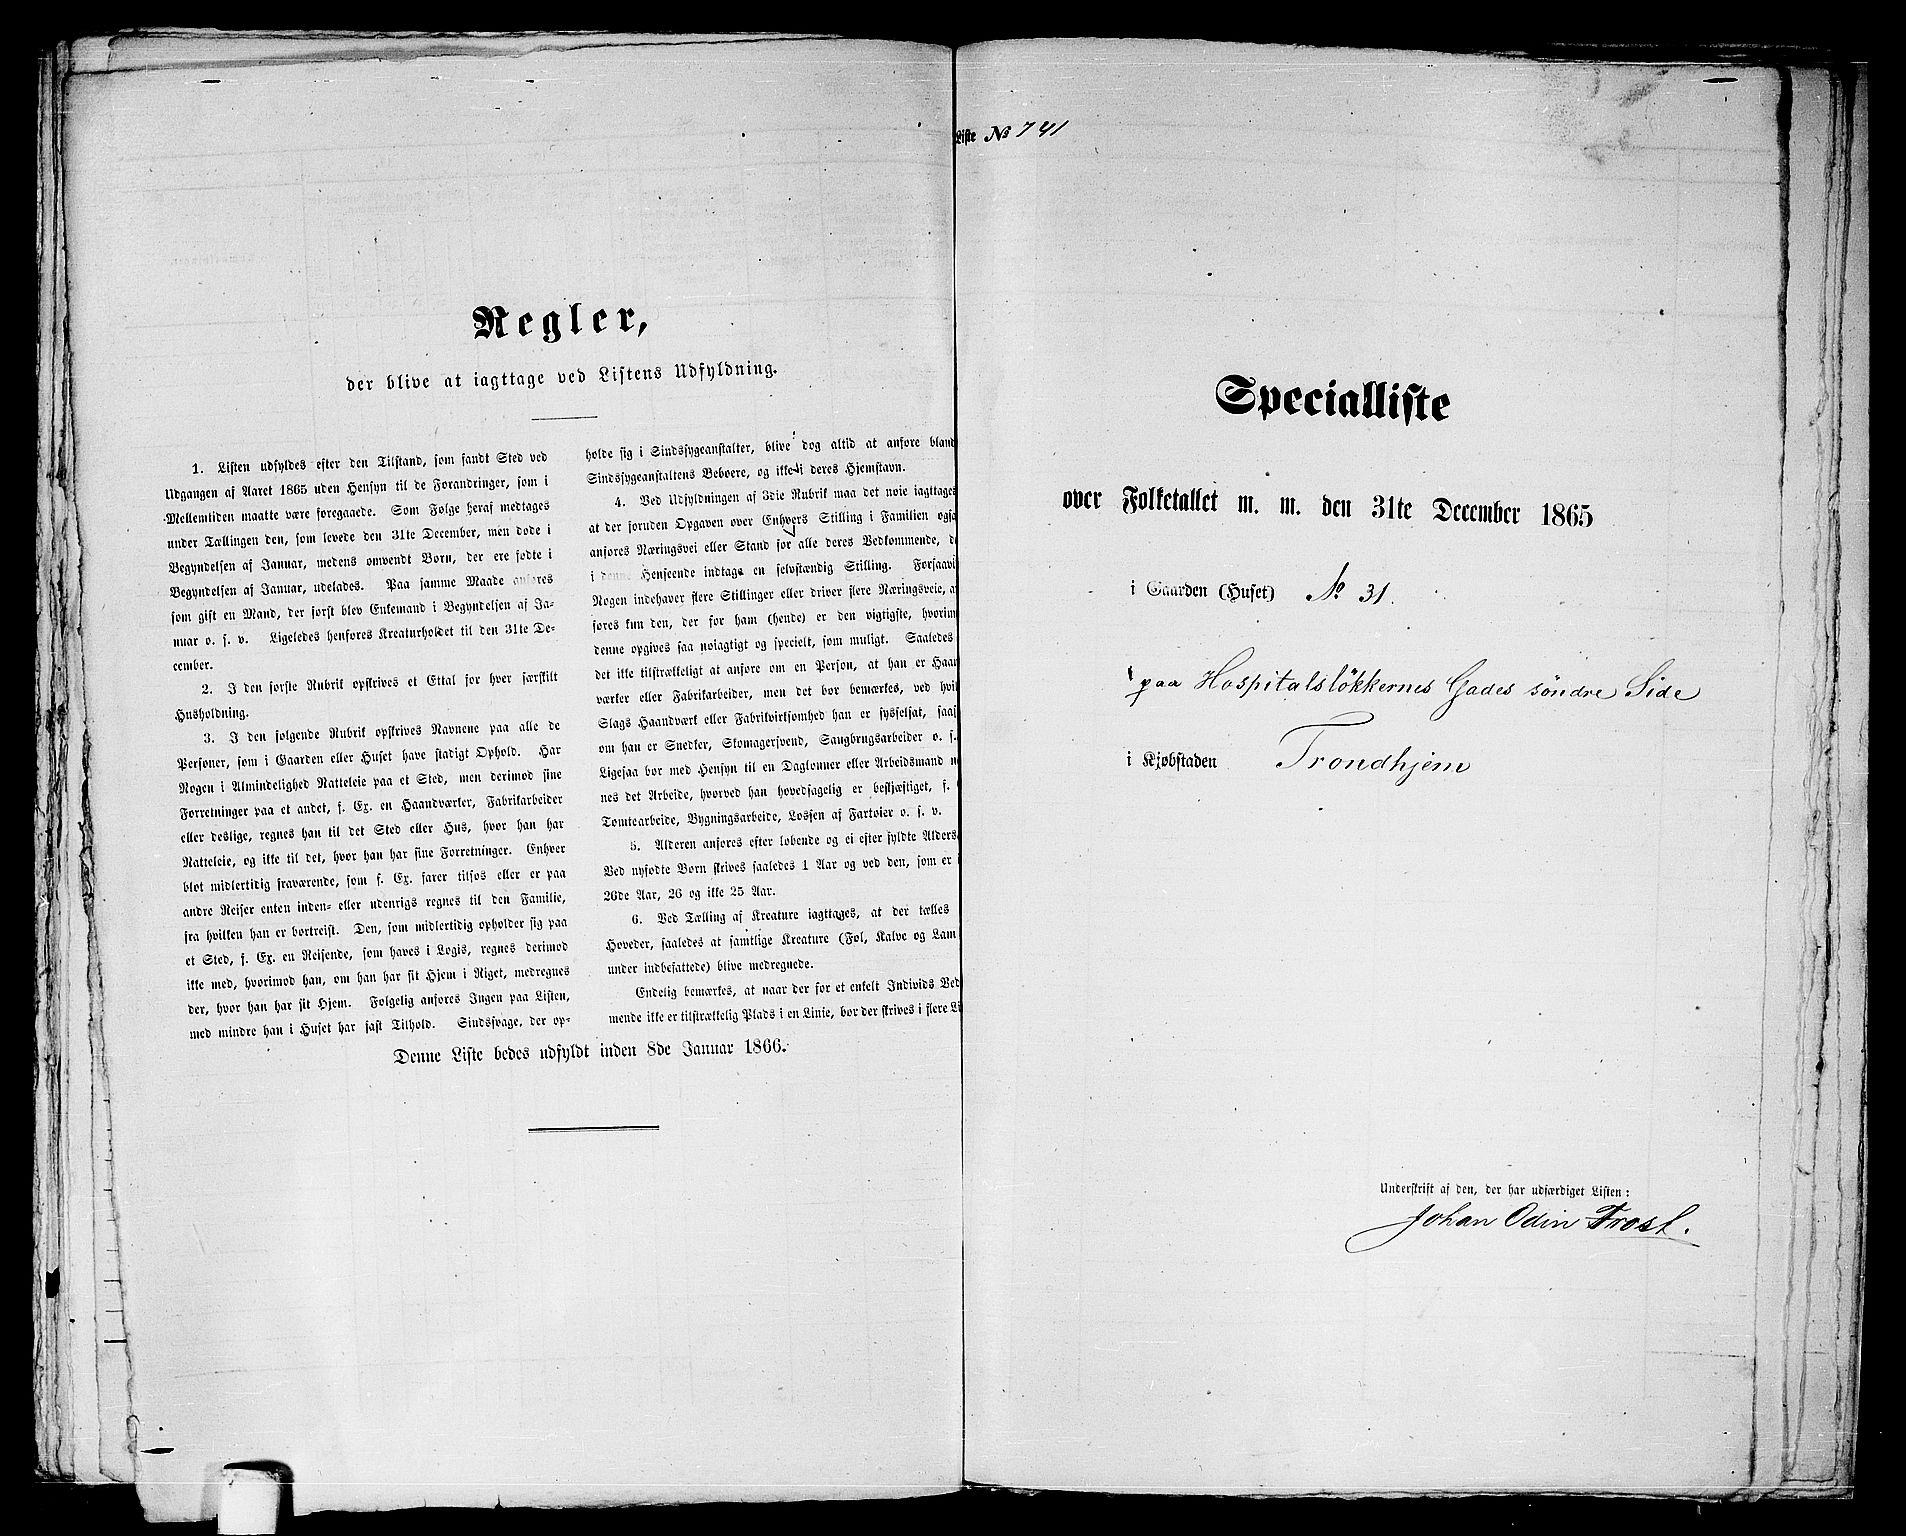 Regler,
der blive at iagttage ved Listens Udfyldning.
1. Listen udfyldes efter den Tilstand, som fandt Sted ved
Udgangen af Aaret 1865 uden Hensyn til de Forandringer, som i
Mellemtiden maatte være foregaaede. Som Følge heraf medtages
under Tællingen den, som levede den 31te December, men døde i
Begyndelsen af Januar, medens omvendt Børn, der ere fødte i
Begyndelsen af Januar, udelades. Paa samme Maade anføres
som gift en Mand, der først blev Enkemand i Begyndelsen af Ja-
nuar o. s. v. Ligeledes henføres Kreaturholdet til den 31te De-
cember.
2. I den første Rubrik opskrives et Ettal for hver særskilt
Husholdning.
3. I den følgende Rubrik opskrives Navnene paa alle de
Personer, som i Gaarden eller Huset have stadigt Ophold. Har
Nogen i Almindelighed Natteleie paa et Sted, men derimod sine
Forretninger paa et andet, f. Ex. en Haandværker, Fabrikarbeider
eller deslige, regnes han til det Sted eller Hus, hvor han har
Natteleie, og ikke til det, hvor han har sine Forretninger. Enhver
blot midlertidig fraværende, som f. Ex. farer tilsøs eller er paa
andre Reiser enten inden- eller udenrigs regnes til den Familie,
fra hvilken han er bortreist. Den, som midlertidig opholder sig paa
et Sted, f. Ex. en Reisende, som haves i Logis, regnes derimod
ikke med, hvorimod han, om han har sit Hjem i Riget, medregnes
der, hvor han har sit Hjem. Følgelig anføres Ingen paa Listen,
med mindre han i Huset har fast Tilhold. Sindssvage, der op-
holde sig i Sindssygeanstalter, blive dog altid at anføre bland
Sindssygeanstaltens Beboere, og ikke i deres Hjemstavn.
4. Ved Udfyldningen af 3die Rubrik maa det nøie iagttages
at der foruden Opgaven over Enhvers Stilling i Familien ogsa
anføres Næringsvei eller Stand for alle deres Vedkommende, d
i denne Henseende indtage en selvstændig Stilling. Forsaavi
Nogen indehaver flere Stillinger eller driver flere Næringsveie, a
føres kun den, der for ham (hende) er den vigtigste, hvorim
denne opgives saa nøiagtigt og specielt, som muligt. Saaledes
det ikke tilstrækkeligt at anføre om en Person, at han er Haan
værker eller Fabrikarbeider, men det bør bemærkes, ved hvil
Slags Haandværk eller Fabrikvirksomhed han er sysselsat, saas
om han er Snedker, Skomagersvend, Saugbrugsarbeider o. s.
Ligesaa bør med Hensyn til en Daglønner eller Arbeidsmand n
nes det Arbeide, hvorved han hovedsagelig er beskjæftiget, f.
Tomtearbeide, Bygningsarbeide, Losfen af Fartøier o. s. v.
5. Alderen anføres efter løbende og ei efter fyldte Alders
Ved nyfødte Børn skrives saaledes 1 Aar og ved den, som er i
26de Aar, 26 og ikke 25 Aar.
6. Ved Tælling af Kreature iagttages, at der tælles
Hoveder, saaledes at samtlige Kreature (Føl, Kalve og Lam
under indbefattede) blive medregnede.
Endelig bemærkes, at naar der for et enkelt Individs Ved
mende ikke er tilstrækkelig Plads i en Linie, bør der skrives i flere Li
Denne Liste bedes udfyldt inden 8de Januar 1866.
Liste № 741
Specialliste
over Folketallet m. m. den 31te December 1865
i Gaarden (Huset) No 31.
paa Hospitalsløkkernes Gades søndre Side
i Kjøbstaden Trondhjem
Underskrift af den, der har udfærdiget Listen:
Johan Odin Frost.